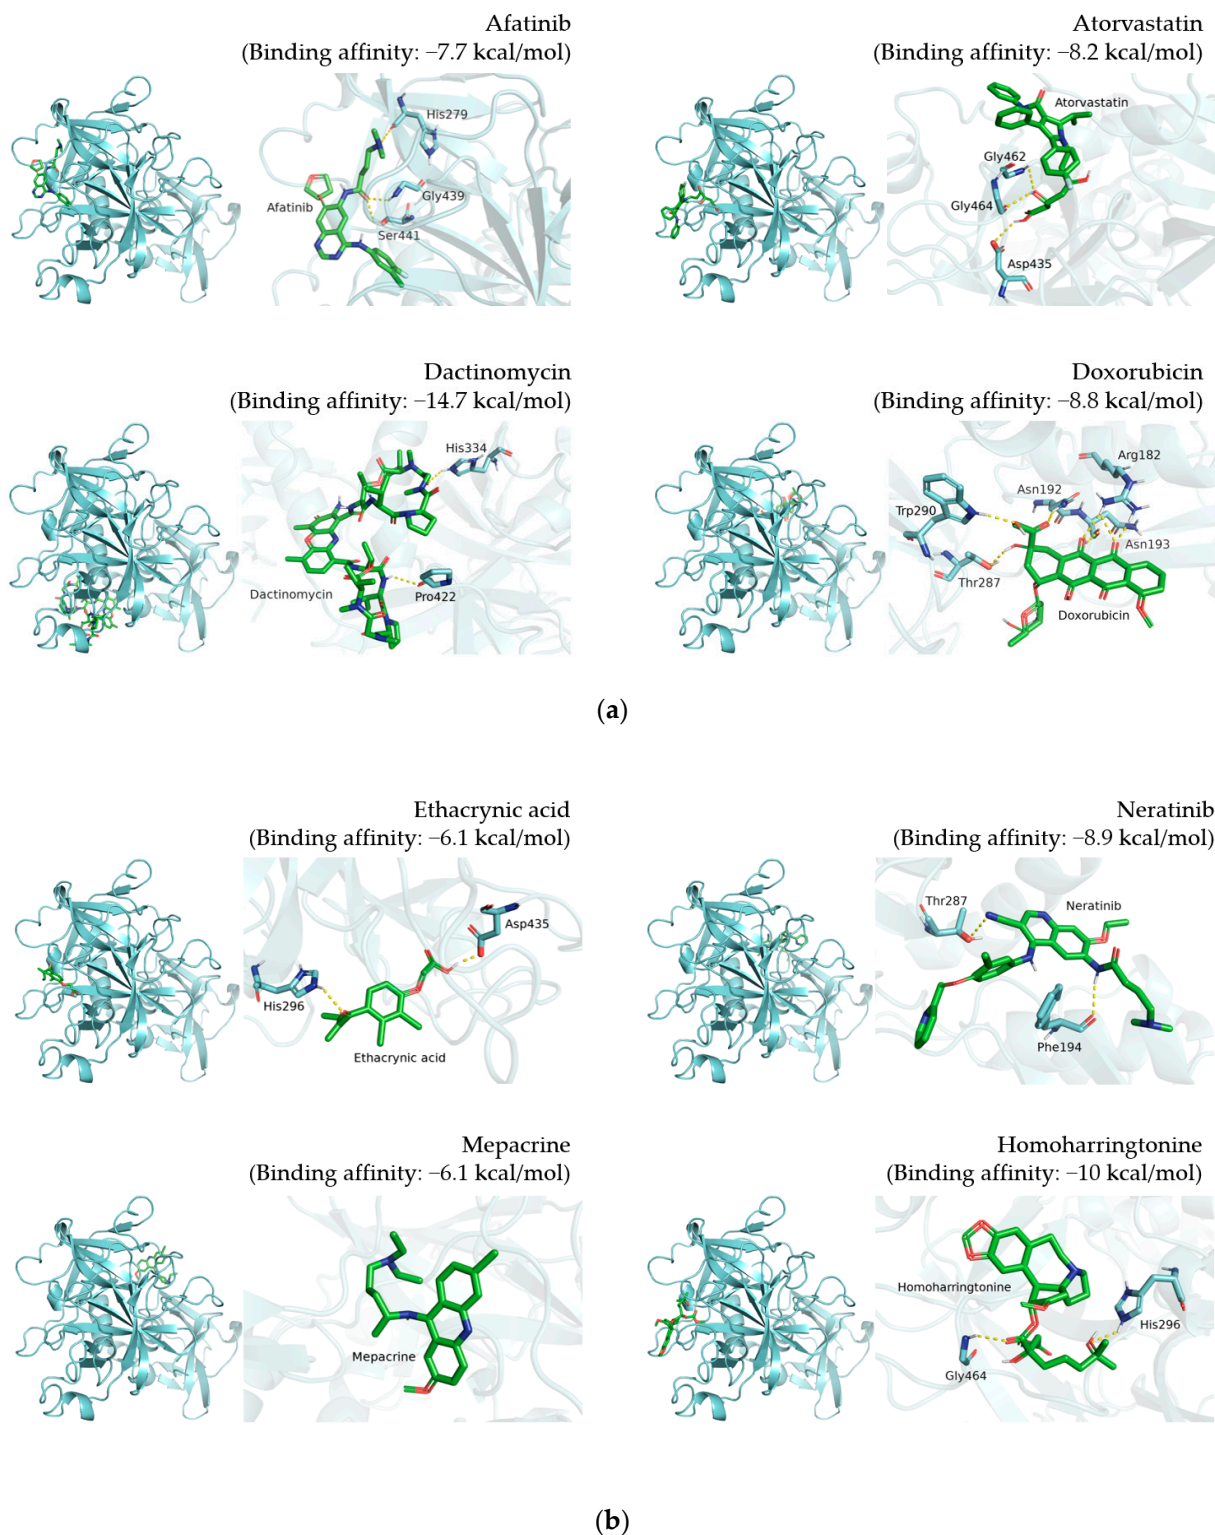 Afatinib
(Binding affinity: −7.7 kcal/mol)
His279
Gly439
Afatinib
Ser441
Atorvastatin
(Binding affinity: −8.2 kcal/mol)
Atorvastatin
Gly462
Gly464
Asp435
Dactinomycin
(Binding affinity: −14.7 kcal/mol)
His334
Dactinomycin
Pro422
Doxorubicin
(Binding affinity: −8.8 kcal/mol)
Arg182
Asn192
Trp290
Asn193
Thr287
Doxorubicin
(a)
Ethacrynic acid
(Binding affinity: −6.1 kcal/mol)
Asp435
His296
Ethacrynic acid
Neratinib
(Binding affinity: −8.9 kcal/mol)
Thr287
Neratinib
Phe194
Mepacrine
(Binding affinity: −6.1 kcal/mol)
Mepacrine
Homoharringtonine
(Binding affinity: −10 kcal/mol)
Homoharringtonine
His296
Gly464
(b)